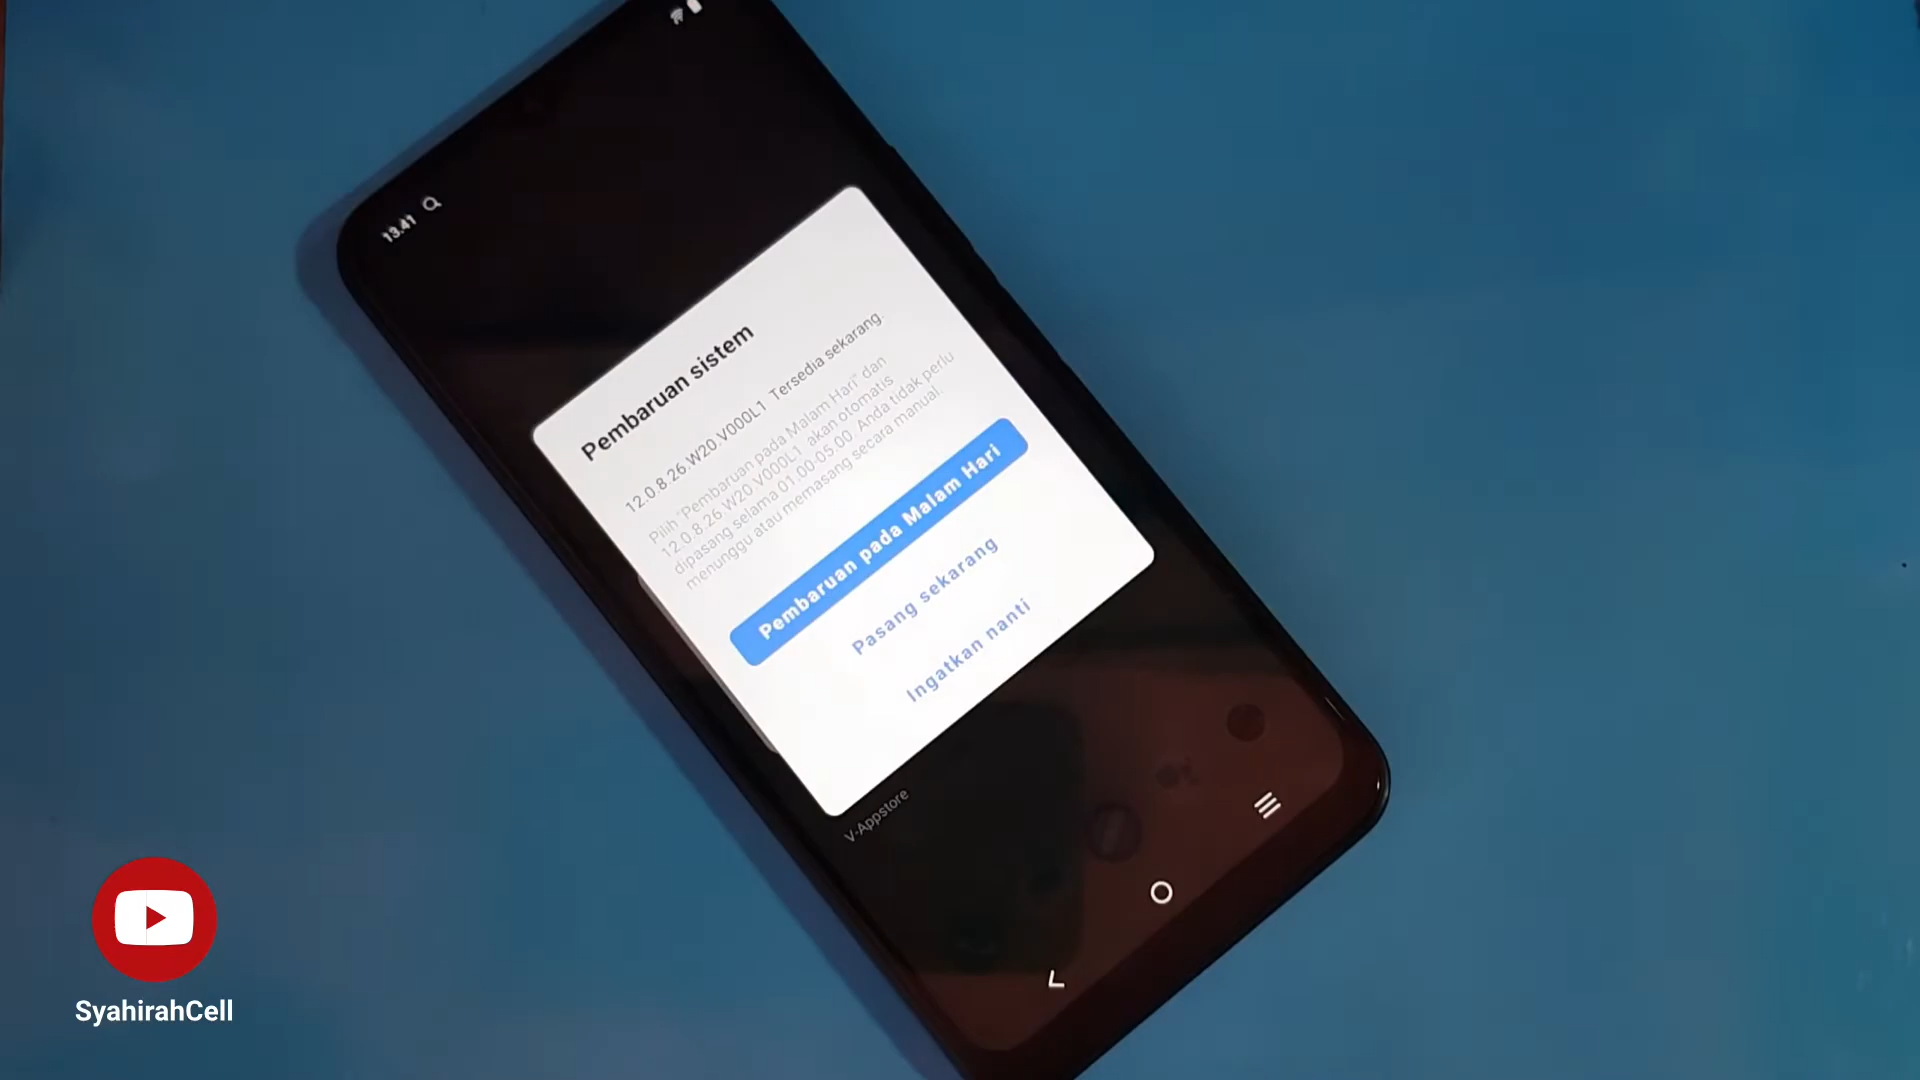 13.41
Pembaruan sistem
12.0.8.26.W20.V000L1 Tersedia sekarang.
Pilih "Pembaruan pada Malam Hari" dan
12.0.8.26.W20.V000L1 akan otomatis
dipasang selama 01.00-05.00. Anda tidak perlu
menunggu atau memasang secara manual.
Pembaruan pada Malam Hari
Pasang sekarang
Ingatkan nanti
V-Appstore
SyahirahCell